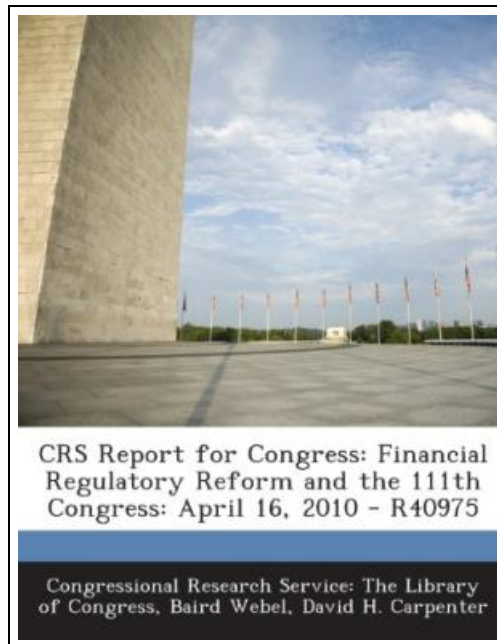 CRS Report for Congress: Financial
Regulatory Reform and the 111th
Congress: April 16, 2010 - R40975
Congressional Research Service: The Library
of Congress, Baird Webel, David H. Carpenter